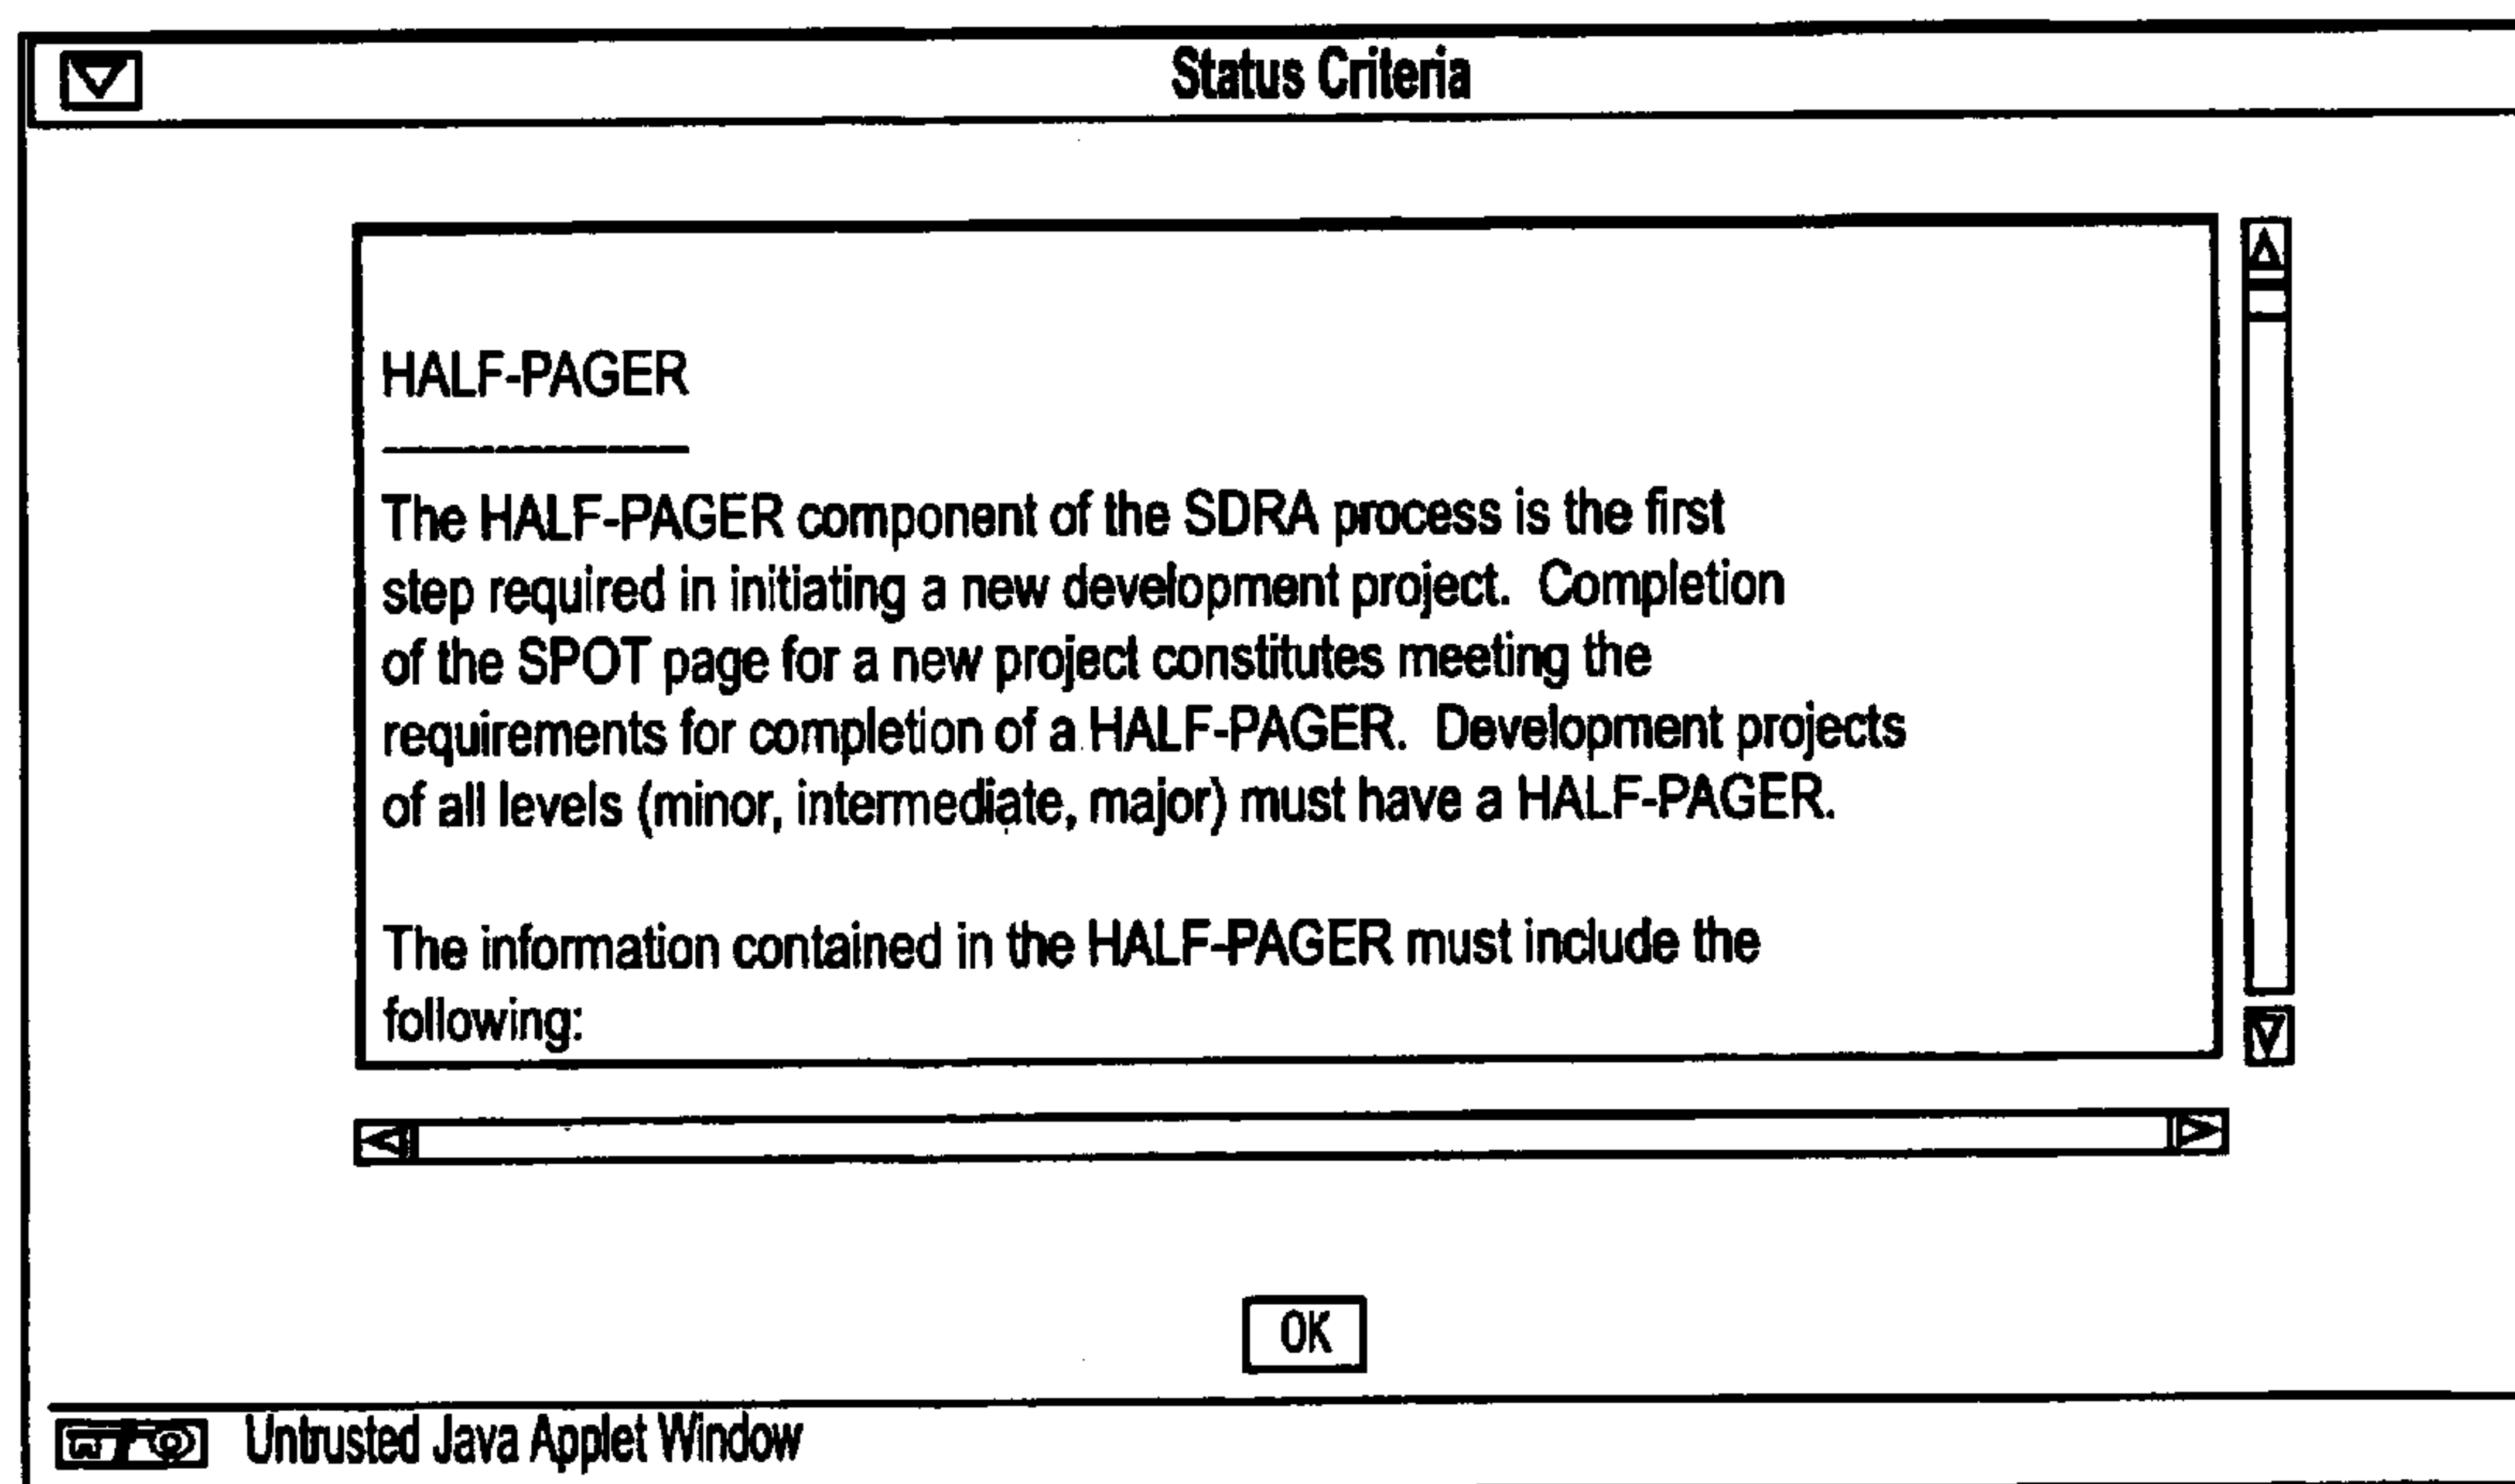 Status Criteria
HALF-PAGER
The HALF-PAGER component of the SDRA process is the first
step required in initiating a new development project.  Completion
of the SPOT page for a new project constitutes meeting the
requirements for completion of a HALF-PAGER.  Development projects
of all levels (minor, intermediate, major) must have a HALF-PAGER.
The information contained in the HALF-PAGER must include the
following:
OK
Untrusted Java Applet Window